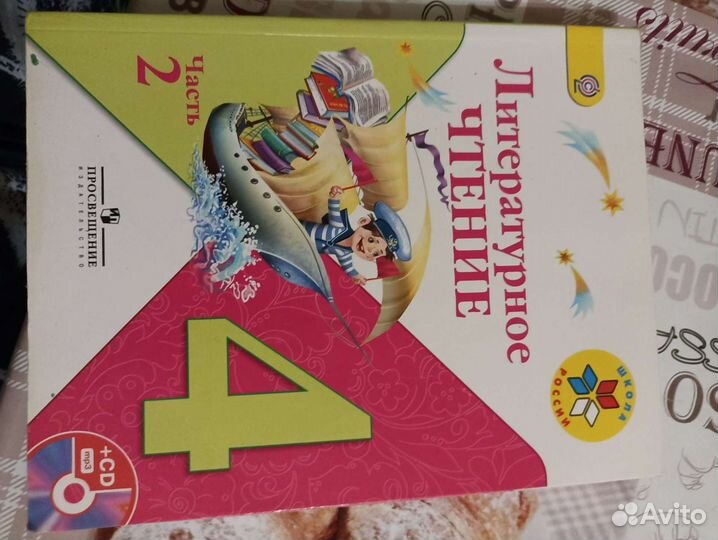 Литературное
ЧТЕНИЕ
Часть
2
4
ШКОЛА
РОССИИ
ПРОСВЕЩЕНИЕ
ИЗДАТЕЛЬСТВО
+CD
mp3
Avito